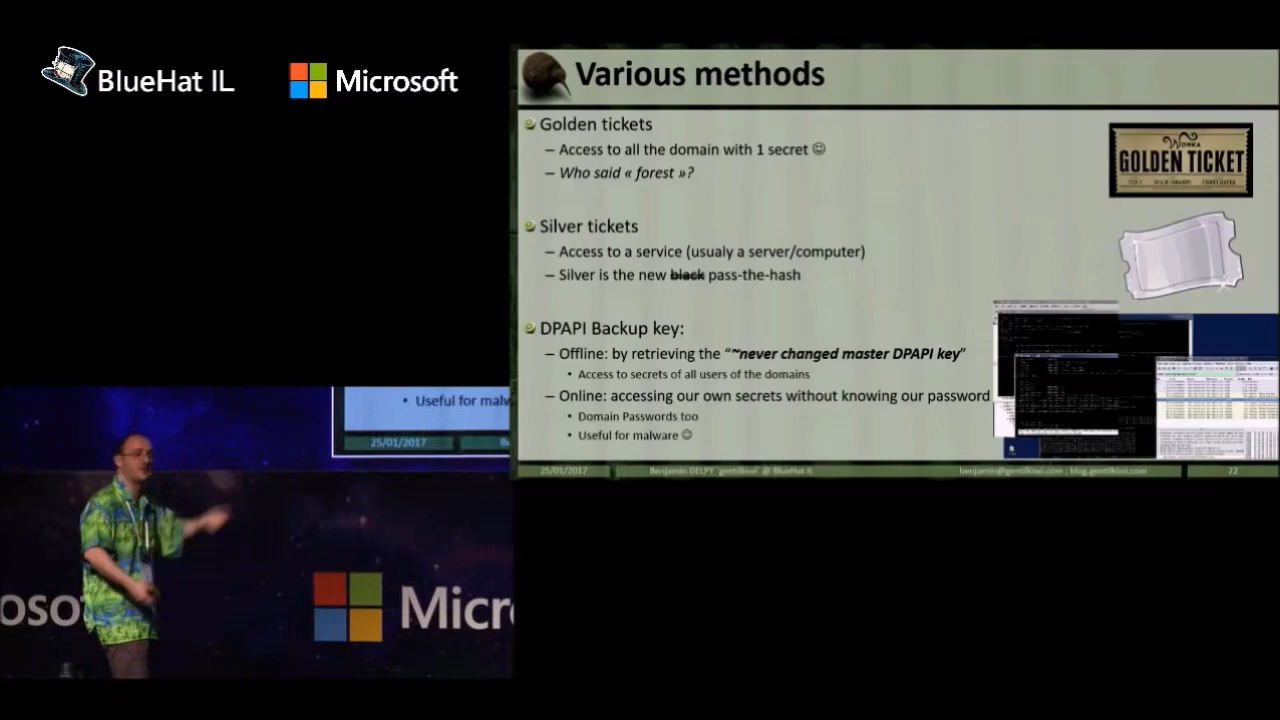 BlueHat IL
Microsoft
Various methods
Golden tickets
– Access to all the domain with 1 secret ☺
– Who said « forest »?
WONKA
GOLDEN TICKET
Silver tickets
– Access to a service (usualy a server/computer)
– Silver is the new black pass-the-hash
DPAPI Backup key:
– Offline: by retrieving the "~never changed master DPAPI key"
• Access to secrets of all users of the domains
– Online: accessing our own secrets without knowing our password
• Domain Passwords too
• Useful for malware ☺
25/01/2017 Benjamin DELPY `gentilkiwi` @ BlueHat IL benjamin@gentilkiwi.com ; blog.gentilkiwi.com 22
• Useful for malw
25/01/2017 Be
osof
Micr